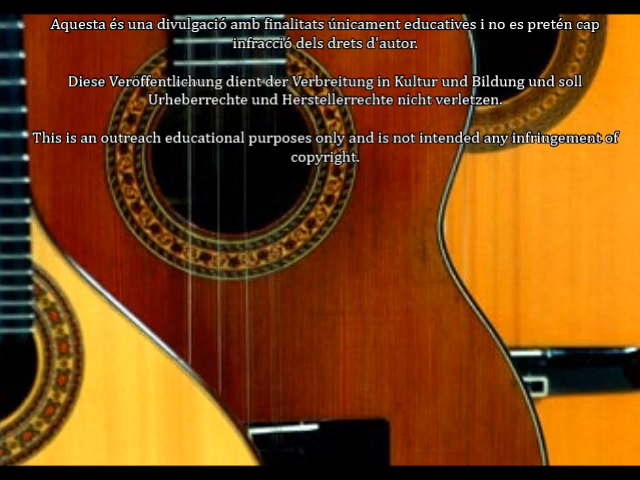 Aquesta és una divulgació amb finalitats únicament educatives i no es pretén cap
infracció dels drets d'autor.
Diese Veröffentlichung dient der Verbreitung in Kultur und Bildung und soll
Urheberrechte und Herstellerrechte nicht verletzen.
This is an outreach educational purposes only and is not intended any infringement of
copyright.